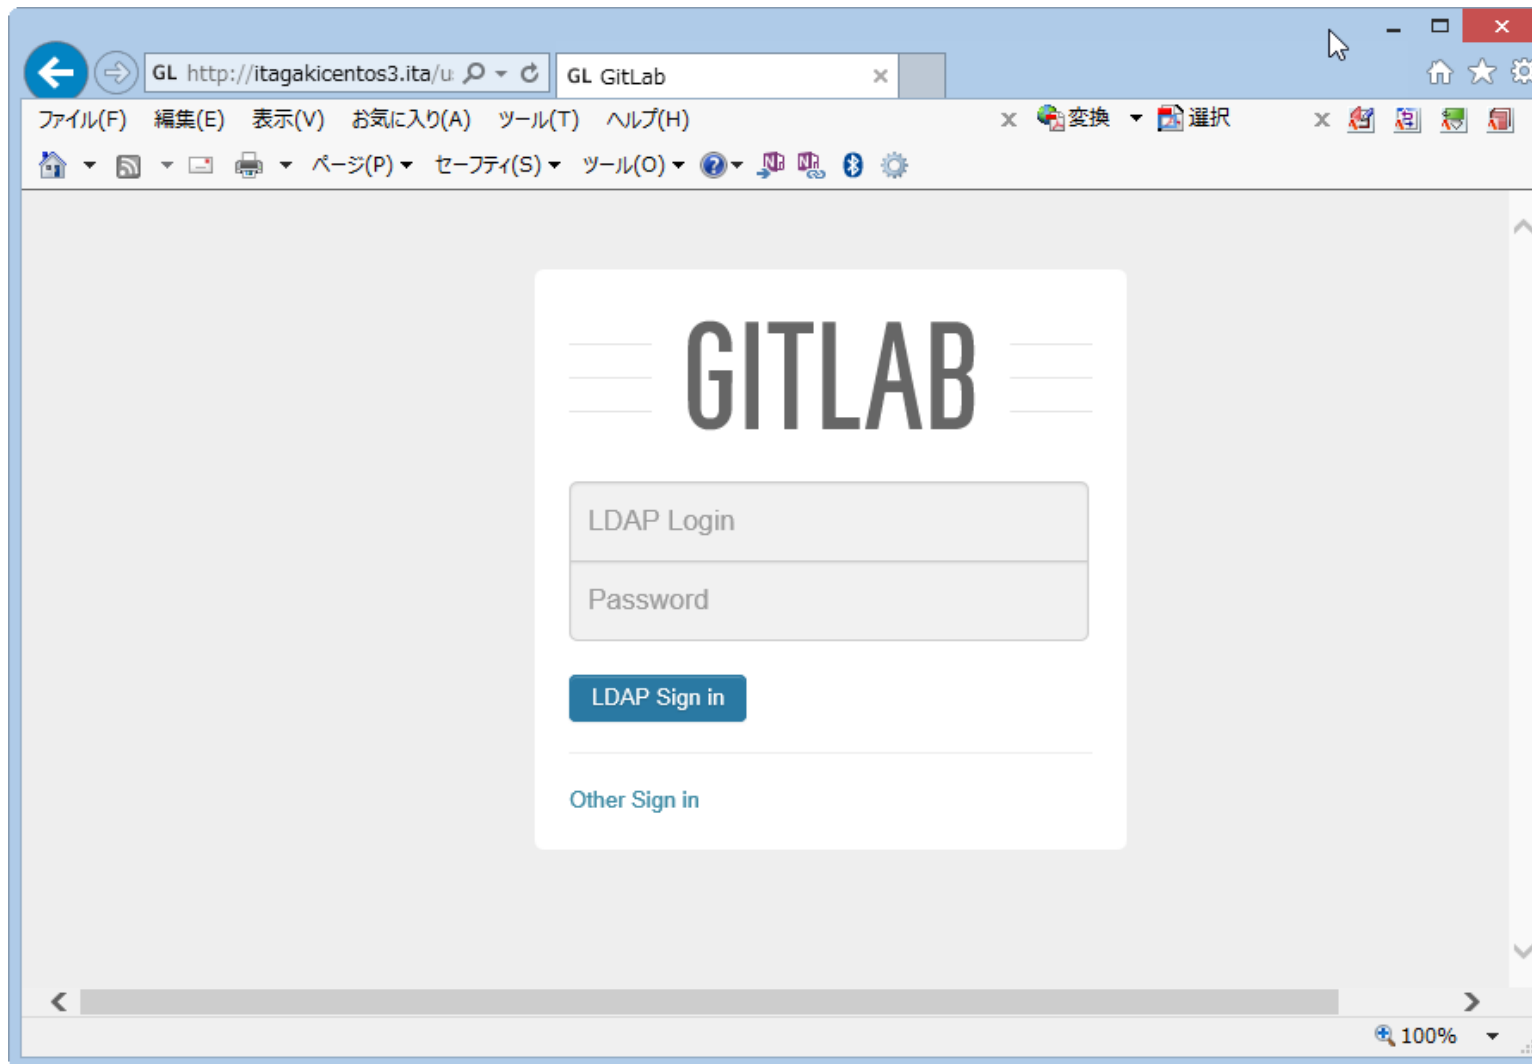 GL http://itagakicentos3.ita/u
GL GitLab
ファイル(F) 編集(E) 表示(V) お気に入り(A) ツール(T) ヘルプ(H)
x 変換 選択 x
ページ(P) セーフティ(S) ツール(O)
GITLAB
LDAP Login
Password
LDAP Sign in
Other Sign in
100%